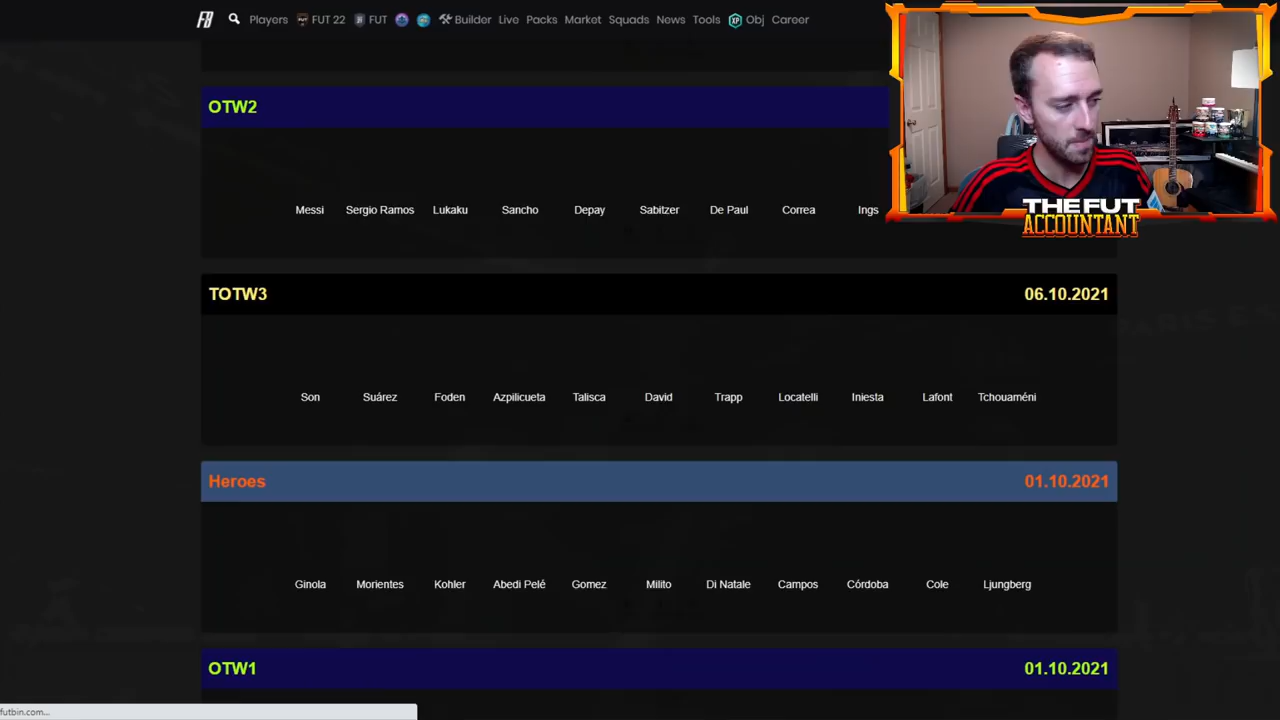 FB Players FUT 22 FUT Builder Live Packs Market Squads News Tools XP Obj Career
OTW2
Messi Sergio Ramos Lukaku Sancho Depay Sabitzer De Paul Correa Ings
THE FUT
ACCOUNTANT
TOTW3 06.10.2021
Son Suárez Foden Azpilicueta Talisca David Trapp Locatelli Iniesta Lafont Tchouaméni
Heroes 01.10.2021
Ginola Morientes Kohler Abedi Pelé Gomez Milito Di Natale Campos Córdoba Cole Ljungberg
OTW1 01.10.2021
futbin.com...